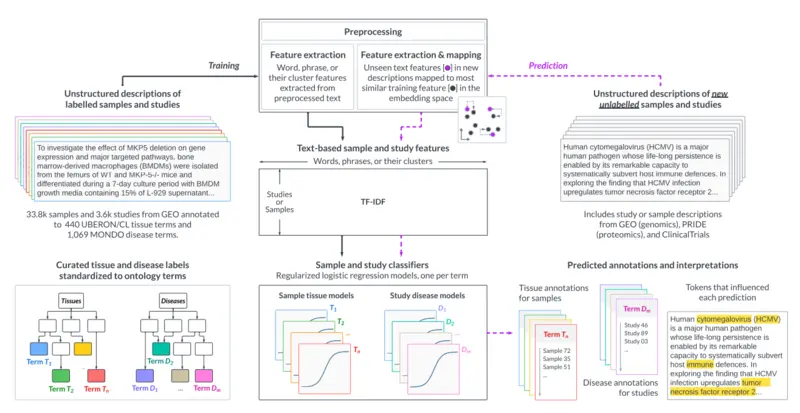 Preprocessing
Feature extraction
Word, phrase, or
their cluster features
extracted from
preprocessed text
Feature extraction & mapping
Unseen text features [●] in new
descriptions mapped to most
similar training feature [●] in the
embedding space
Training
Prediction
Unstructured descriptions of
labelled samples and studies
To investigate the effect of MKP5 deletion on gene
expression and major targeted pathways, bone
marrow-derived macrophages (BMDMs) were isolated
from the femurs of WT and MKP-5-/- mice and
differentiated during a 7-day culture period with BMDM
growth media containing 15% of L-929 supernatant...
33.8k samples and 3.6k studies from GEO annotated
to 440 UBERON/CL tissue terms and
1,069 MONDO disease terms.
Text-based sample and study features
Words, phrases, or their clusters
Studies
or
Samples
TF-IDF
Unstructured descriptions of new
unlabelled samples and studies
Human cytomegalovirus (HCMV) is a major
human pathogen whose life-long persistence is
enabled by its remarkable capacity to
systematically subvert host immune defences. In
exploring the finding that HCMV infection
upregulates tumor necrosis factor receptor 2...
Includes study or sample descriptions
from GEO (genomics), PRIDE
(proteomics), and ClinicalTrials
Curated tissue and disease labels
standardized to ontology terms
Tissues
Diseases
Term T1
Term T2
...
Term Tn
Term D2
Term D1
...
Term Dm
Sample and study classifiers
Regularized logistic regression models, one per term
Sample tissue models
T1
T2
Tn
Study disease models
D1
D2
Dm
Predicted annotations and interpretations
Tissue annotations
for samples
Term Tn
Sample 72
Sample 35
Sample 51
...
Term Dm
Study 46
Study 89
Study 03
...
Disease annotations
for studies
Tokens that influenced
each prediction
Human cytomegalovirus (HCMV)
is a major human pathogen
whose life-long persistence is
enabled by its remarkable
capacity to systematically subvert
host immune defences. In
exploring the finding that HCMV
infection upregulates tumor
necrosis factor receptor 2...